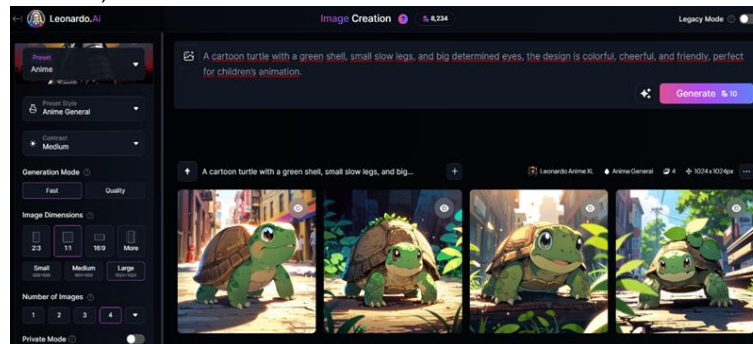 Leonardo.Ai
Image Creation
8,234
Legacy Mode
Preset
Anime
Preset Style
Anime General
Contrast
Medium
Generation Mode
Fast Quality
Image Dimensions
2:3 1:1 16:9 More
Small Medium Large
Number of Images
1 2 3 4
Private Mode
A cartoon turtle with a green shell, small slow legs, and big determined eyes, the design is colorful, cheerful, and friendly, perfect
for children's animation.
Generate 10
A cartoon turtle with a green shell, small slow legs, and big...
Leonardo Anime XL Anime General 4 1024x1024px